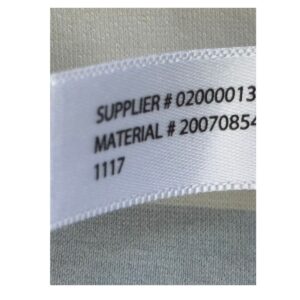 SUPPLIER # 02000013
MATERIAL # 20070854
1117